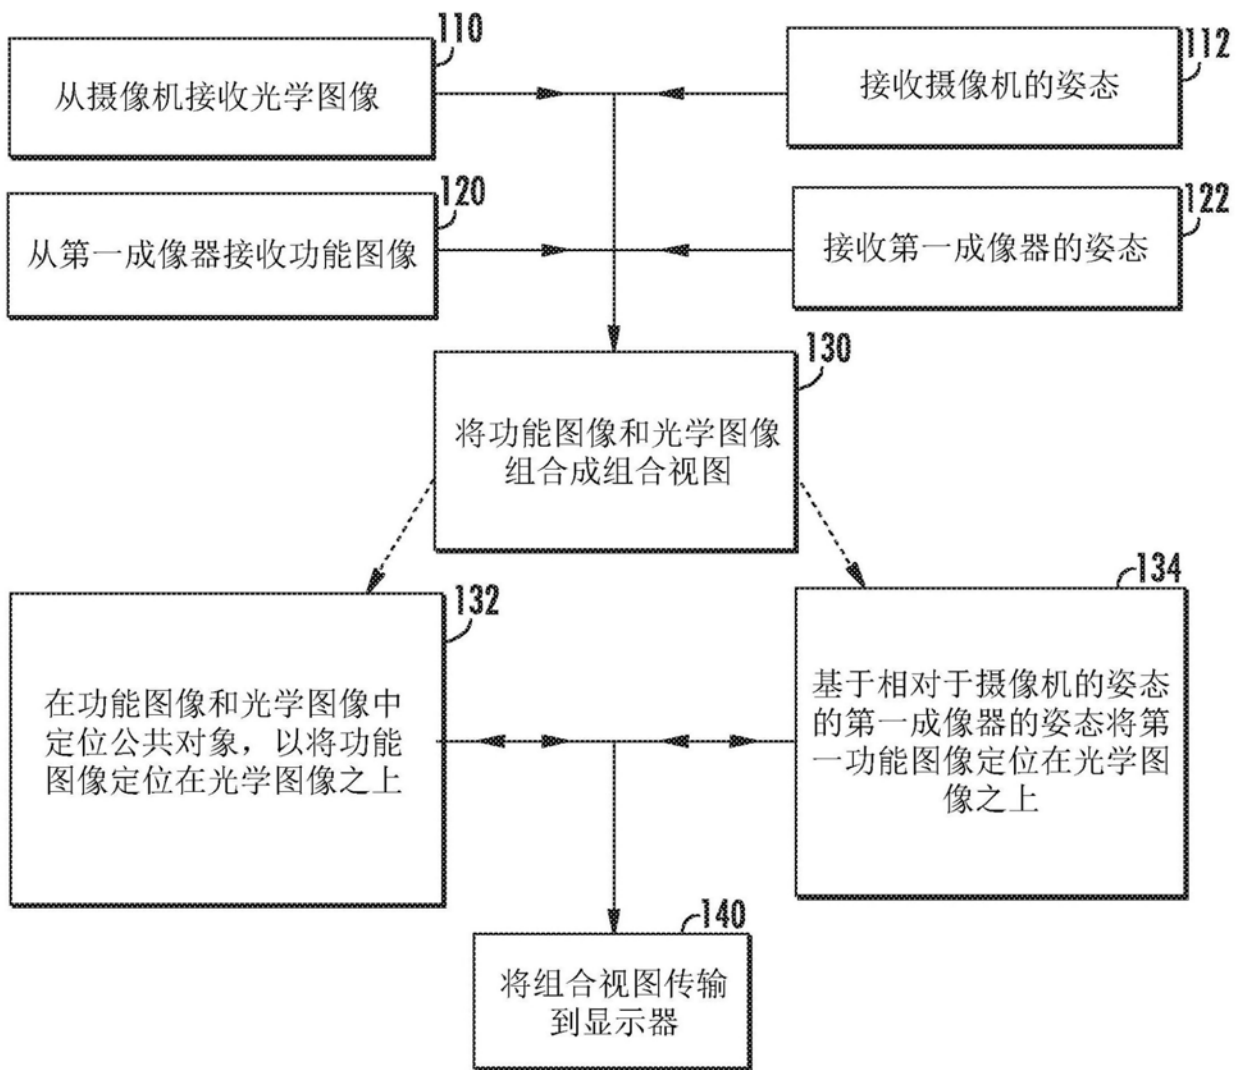 110
从摄像机接收光学图像
112
接收摄像机的姿态
120
从第一成像器接收功能图像
122
接收第一成像器的姿态
130
将功能图像和光学图像
组合成组合视图
132
在功能图像和光学图像中
定位公共对象，以将功能
图像定位在光学图像之上
134
基于相对于摄像机的姿态
的第一成像器的姿态将第
一功能图像定位在光学图
像之上
140
将组合视图传输
到显示器